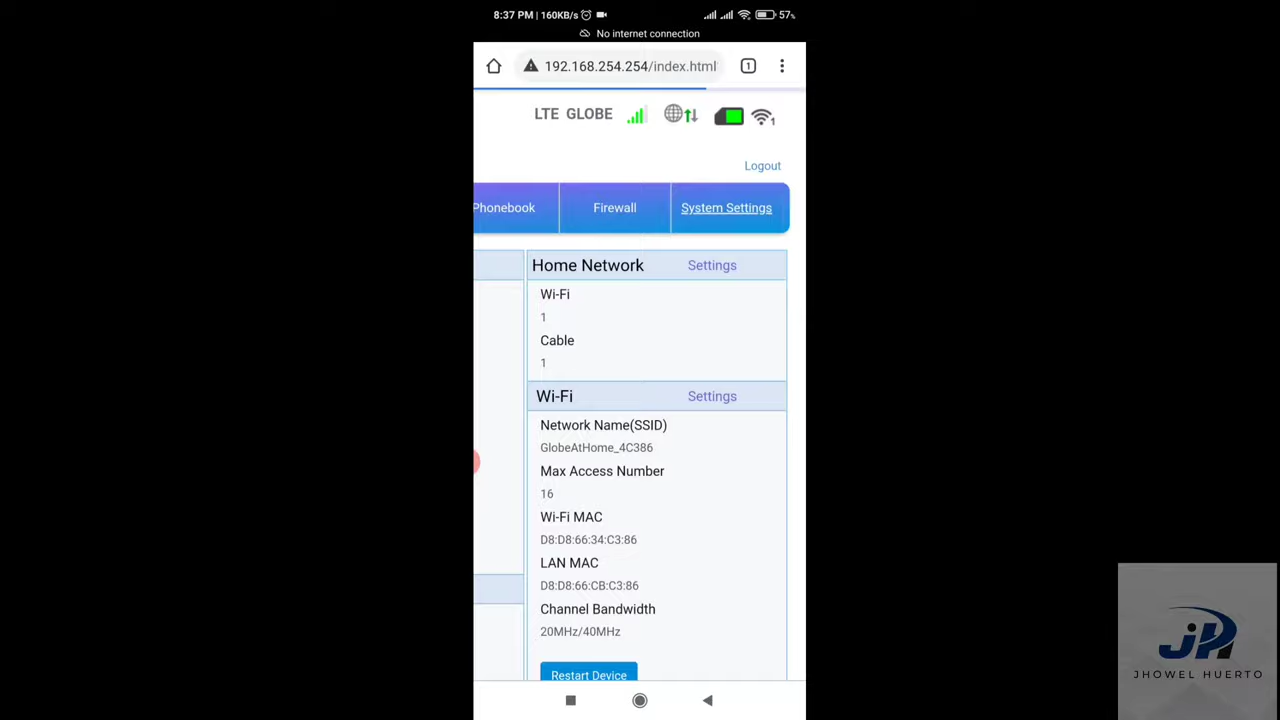 8:37 PM | 160KB/s 57%
No internet connection
192.168.254.254/index.html
1
LTE GLOBE
1
Logout
Phonebook
Firewall
System Settings
Home Network
Settings
Wi-Fi
1
Cable
1
Wi-Fi
Settings
Network Name(SSID)
GlobeAtHome_4C386
Max Access Number
16
Wi-Fi MAC
D8:D8:66:34:C3:86
LAN MAC
D8:D8:66:CB:C3:86
Channel Bandwidth
20MHz/40MHz
Restart Device
JH
JHOWEL HUERTO